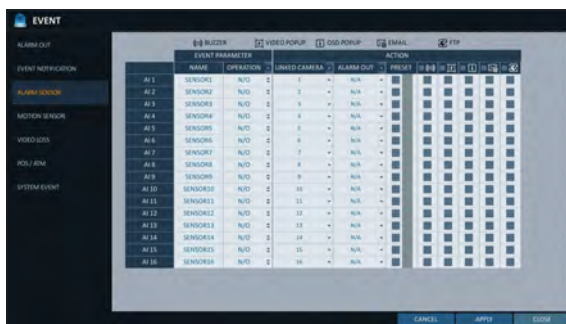 EVENT
ALARM OUT
EVENT NOTIFICATION
ALARM SENSOR
MOTION SENSOR
VIDEO LOSS
POS / ATM
SYSTEM EVENT
BUZZER VIDEO POPUP OSD POPUP EMAIL FTP
EVENT PARAMETER ACTION
NAME OPERATION LINKED CAMERA ALARM OUT PRESET
AI 1 SENSOR1 N/O 1 N/A
AI 2 SENSOR2 N/O 2 N/A
AI 3 SENSOR3 N/O 3 N/A
AI 4 SENSOR4 N/O 4 N/A
AI 5 SENSOR5 N/O 5 N/A
AI 6 SENSOR6 N/O 6 N/A
AI 7 SENSOR7 N/O 7 N/A
AI 8 SENSOR8 N/O 8 N/A
AI 9 SENSOR9 N/O 9 N/A
AI 10 SENSOR10 N/O 10 N/A
AI 11 SENSOR11 N/O 11 N/A
AI 12 SENSOR12 N/O 12 N/A
AI 13 SENSOR13 N/O 13 N/A
AI 14 SENSOR14 N/O 14 N/A
AI 15 SENSOR15 N/O 15 N/A
AI 16 SENSOR16 N/O 16 N/A
CANCEL APPLY CLOSE